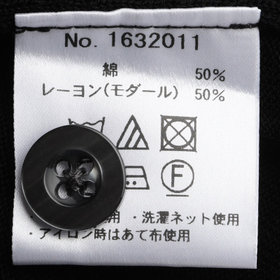 No. 1632011
綿 50%
レーヨン(モダール) 50%
F
用 ・洗濯ネット使用
・アイロン時はあて布使用